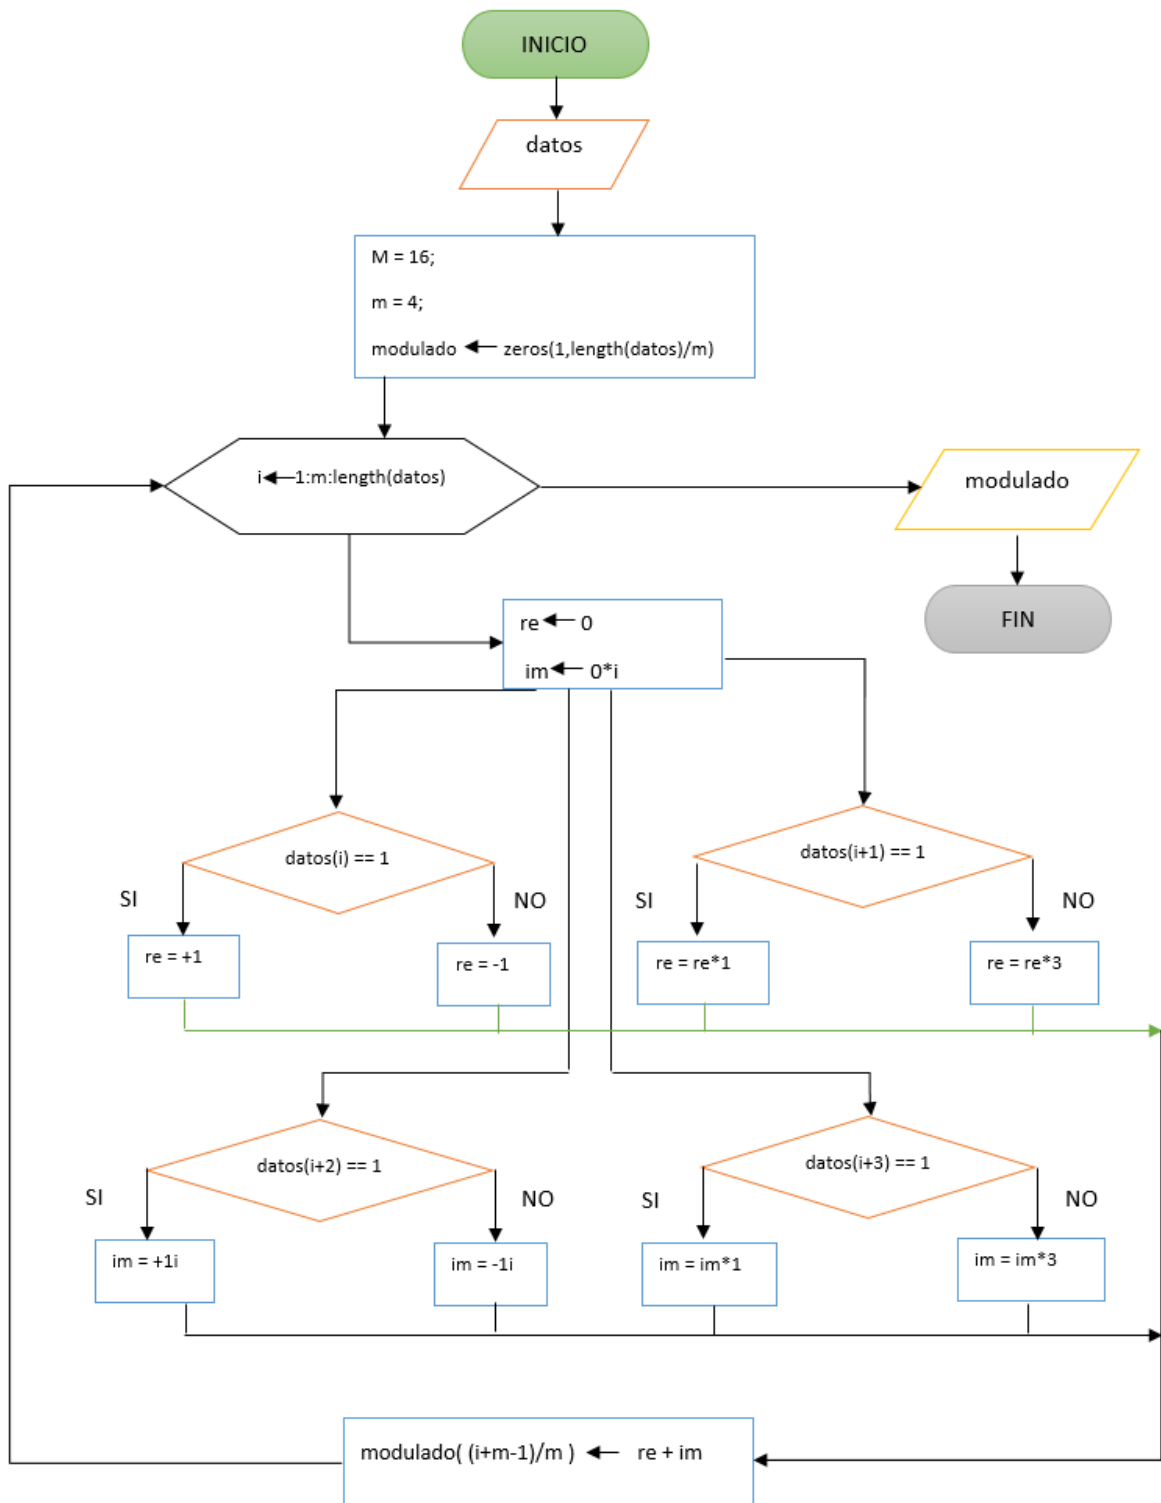 INICIO
datos
M = 16;
m = 4;
modulado ← zeros(1,length(datos)/m)
i←1:m:length(datos)
modulado
FIN
re ← 0
im ← 0*i
datos(i) == 1
datos(i+1) == 1
SI
NO
SI
NO
re = +1
re = -1
re = re*1
re = re*3
datos(i+2) == 1
datos(i+3) == 1
SI
NO
SI
NO
im = +1i
im = -1i
im = im*1
im = im*3
modulado( (i+m-1)/m ) ← re + im